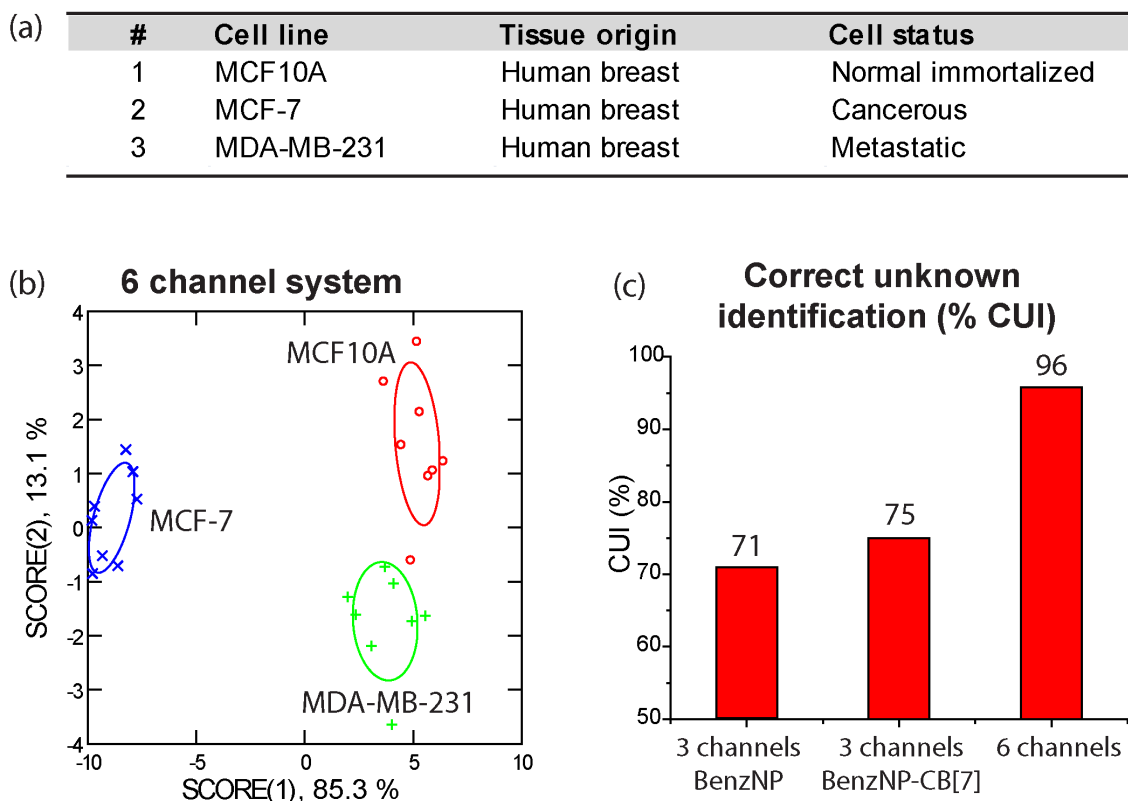 (a)
# Cell line Tissue origin Cell status
1 MCF10A Human breast Normal immortalized
2 MCF-7 Human breast Cancerous
3 MDA-MB-231 Human breast Metastatic
(b)
6 channel system
4
3
2
1
0
-1
-2
-3
-4
SCORE(2), 13.1 %
MCF10A
MCF-7
MDA-MB-231
-10 -5 0 5 10
SCORE(1), 85.3 %
(c)
Correct unknown
identification (% CUI)
100
90
80
70
60
50
CUI (%)
71
75
96
3 channels 3 channels 6 channels
BenzNP BenzNP-CB[7]